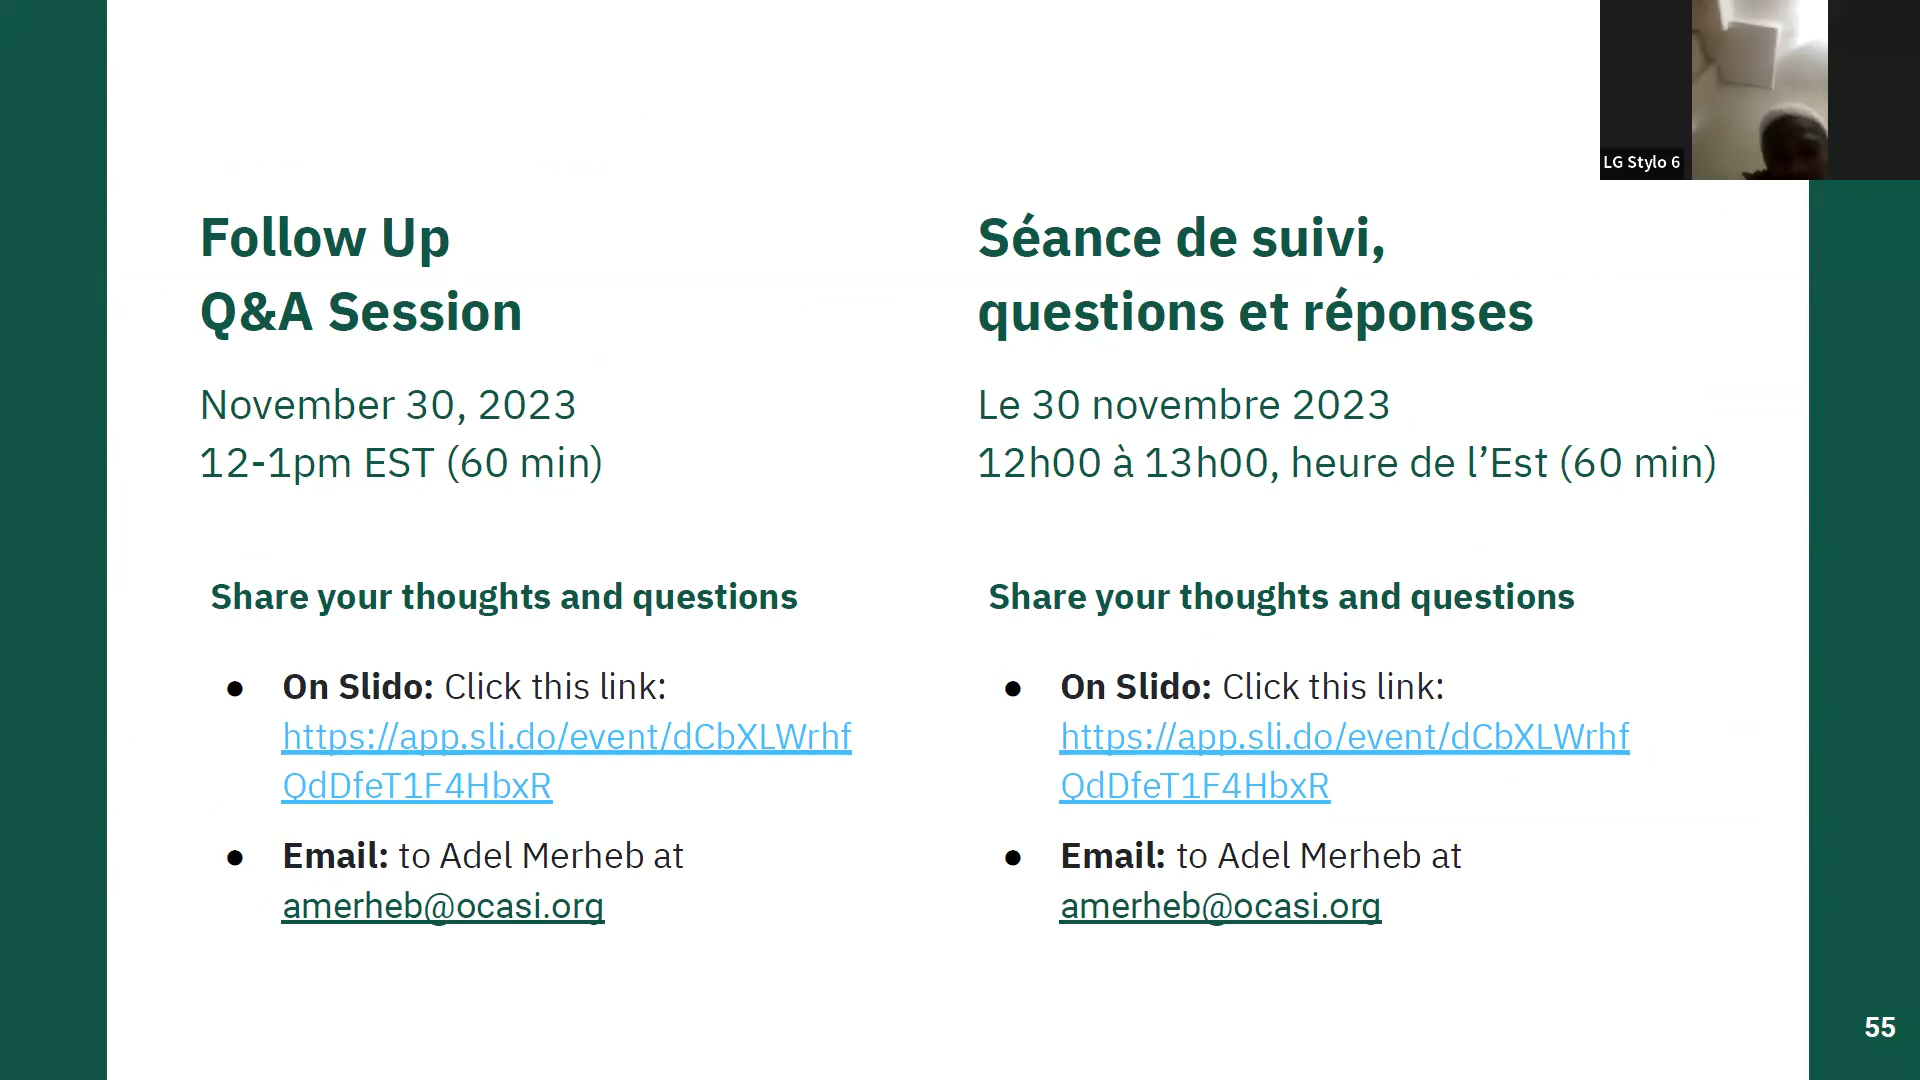 LG Stylo 6
Follow Up
Q&A Session
November 30, 2023
12-1pm EST (60 min)
Share your thoughts and questions
● On Slido: Click this link:
https://app.sli.do/event/dCbXLWrhf
QdDfeT1F4HbxR
● Email: to Adel Merheb at
amerheb@ocasi.org
Séance de suivi,
questions et réponses
Le 30 novembre 2023
12h00 à 13h00, heure de l’Est (60 min)
Share your thoughts and questions
● On Slido: Click this link:
https://app.sli.do/event/dCbXLWrhf
QdDfeT1F4HbxR
● Email: to Adel Merheb at
amerheb@ocasi.org
55